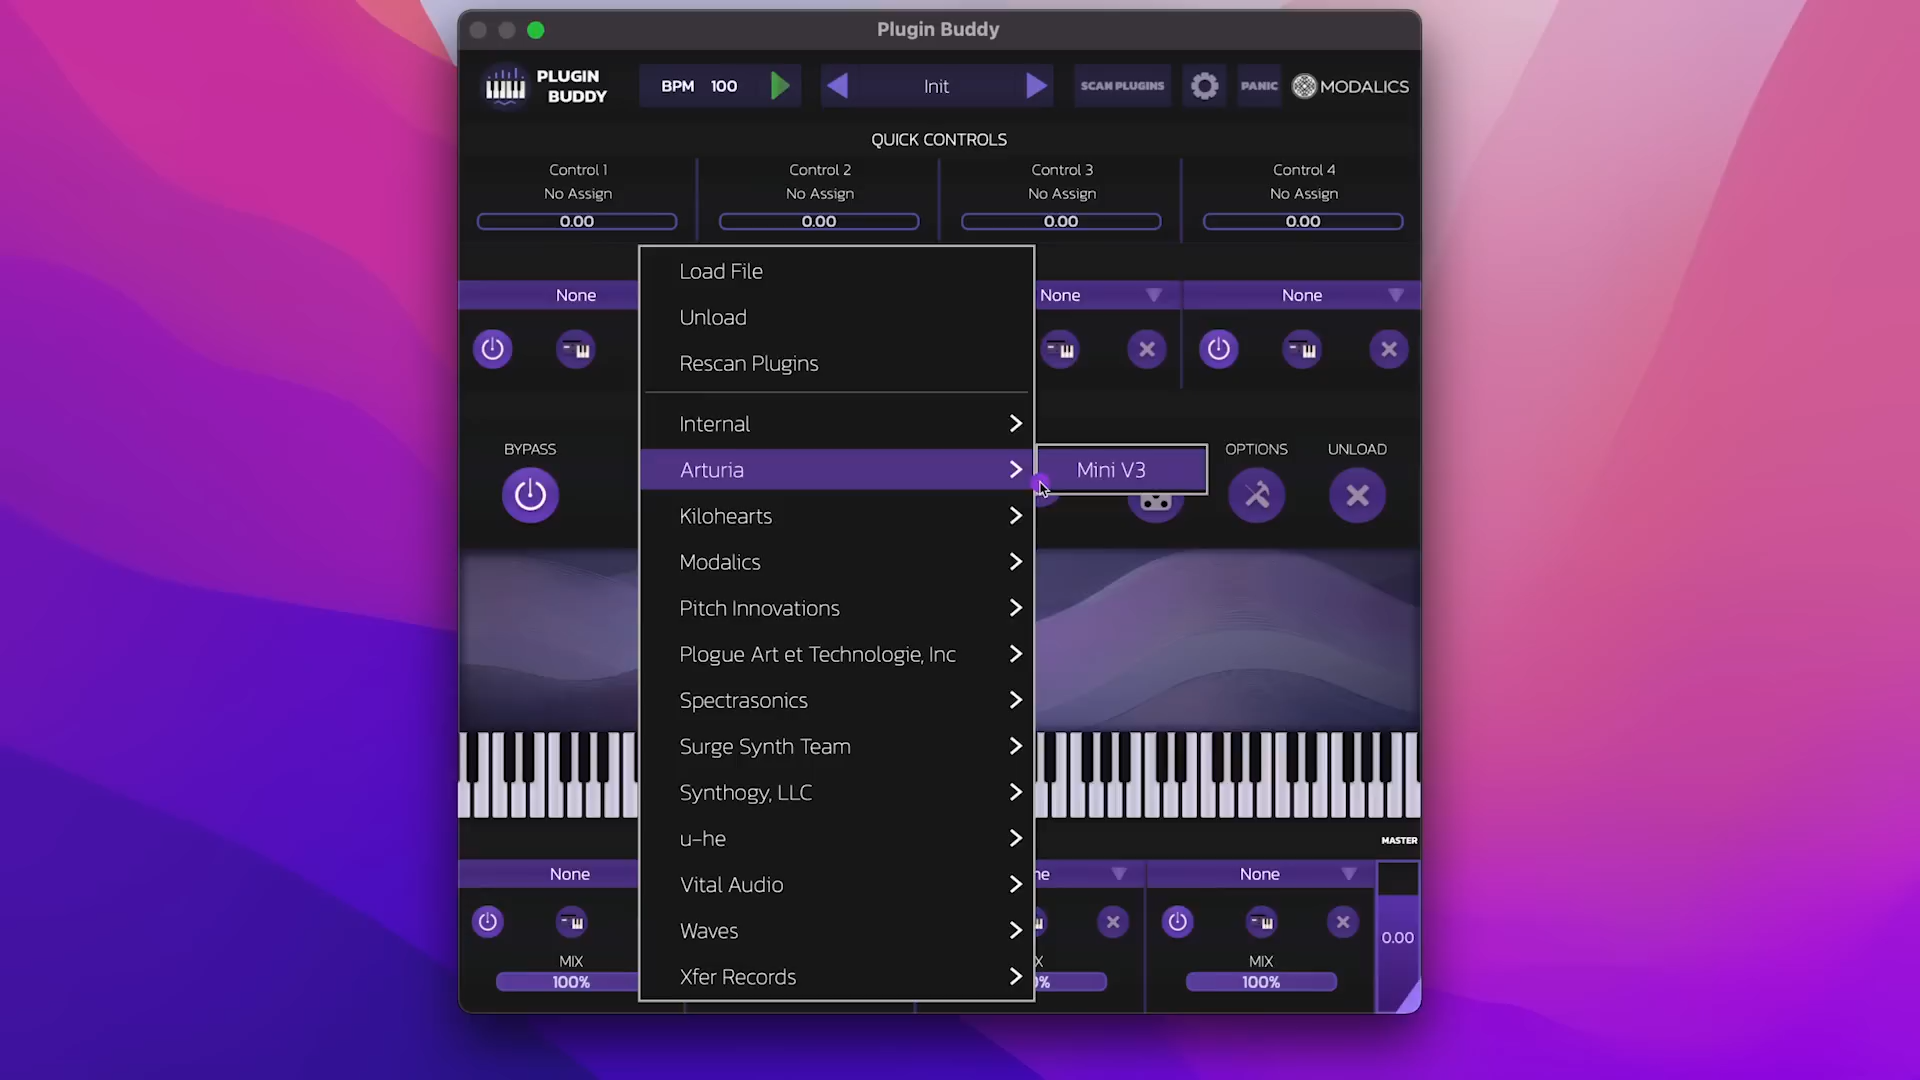 Plugin Buddy
PLUGIN
BUDDY
BPM 100
Init
SCAN PLUGINS
PANIC
MODALICS
QUICK CONTROLS
Control 1
No Assign
0.00
Control 2
No Assign
0.00
Control 3
No Assign
0.00
Control 4
No Assign
0.00
None
None
None
Load File
Unload
Rescan Plugins
Internal
Arturia
Mini V3
Kilohearts
Modalics
Pitch Innovations
Plogue Art et Technologie, Inc
Spectrasonics
Surge Synth Team
Synthogy, LLC
u-he
Vital Audio
Waves
Xfer Records
BYPASS
OPTIONS
UNLOAD
MASTER
None
None
MIX
100%
MIX
100%
0.00